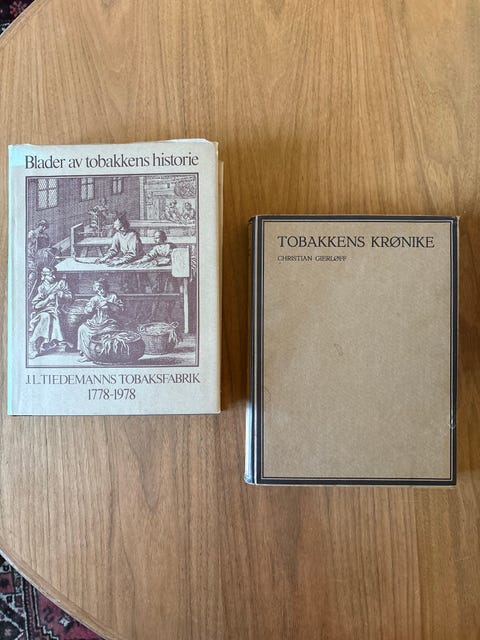 Blader av tobakkens historie
J.L.TIEDEMANNS TOBAKSFABRIK
1778-1978
TOBAKKENS KRØNIKE
CHRISTIAN GIERLØFF